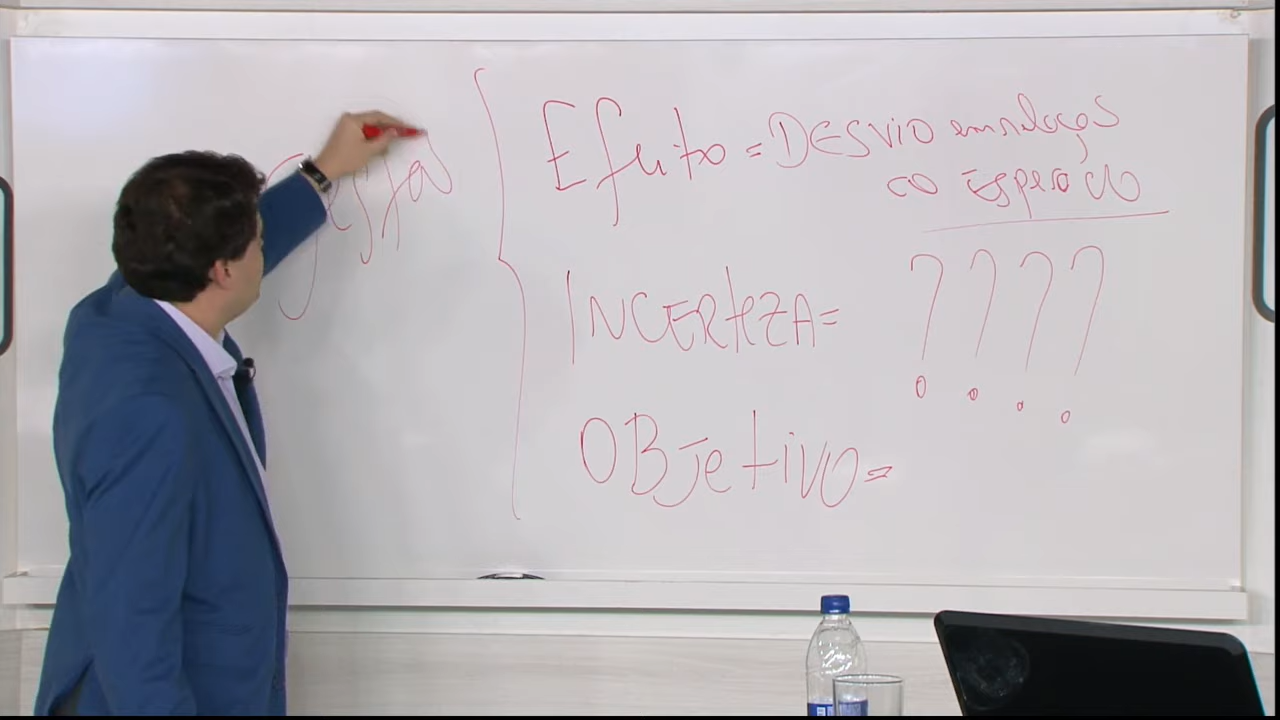 Efeito = DESVIO em relação
ao Esperado
INCERteZA = ????
OBjetivo =